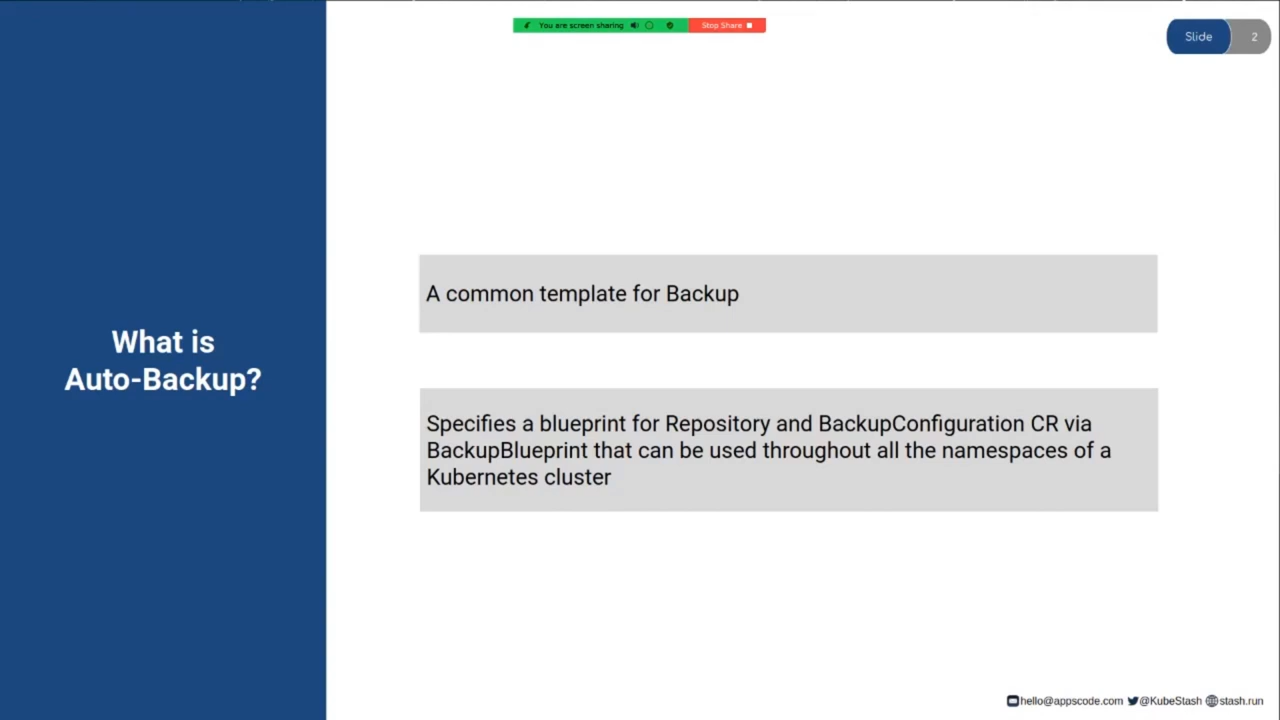 You are screen sharing
Stop Share
Slide 2
What is
Auto-Backup?
A common template for Backup
Specifies a blueprint for Repository and BackupConfiguration CR via
BackupBlueprint that can be used throughout all the namespaces of a
Kubernetes cluster
hello@appscode.com @KubeStash stash.run